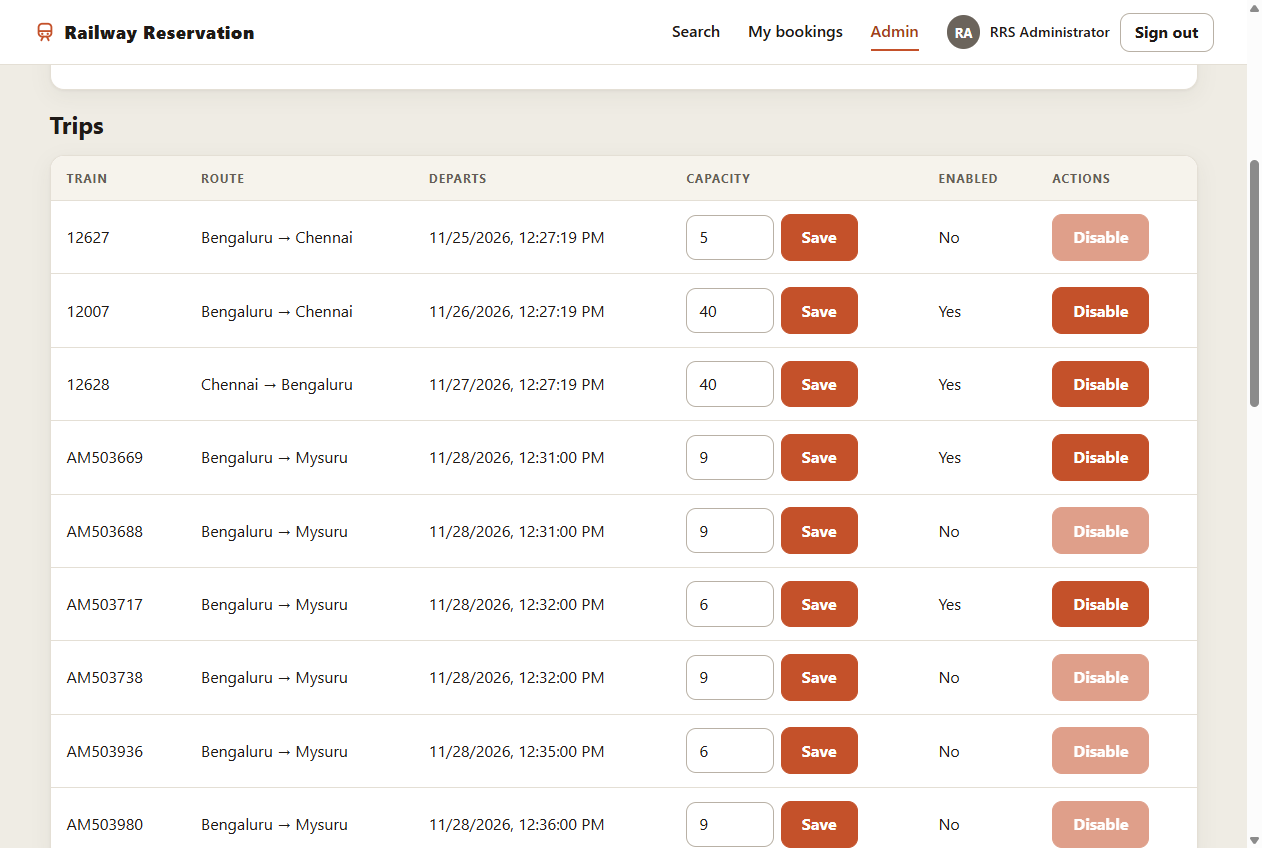 Railway Reservation Search My bookings Admin RA RRS Administrator Sign out
Trips
TRAIN ROUTE DEPARTS CAPACITY ENABLED ACTIONS
12627 Bengaluru → Chennai 11/25/2026, 12:27:19 PM 5 Save No Disable
12007 Bengaluru → Chennai 11/26/2026, 12:27:19 PM 40 Save Yes Disable
12628 Chennai → Bengaluru 11/27/2026, 12:27:19 PM 40 Save Yes Disable
AM503669 Bengaluru → Mysuru 11/28/2026, 12:31:00 PM 9 Save Yes Disable
AM503688 Bengaluru → Mysuru 11/28/2026, 12:31:00 PM 9 Save No Disable
AM503717 Bengaluru → Mysuru 11/28/2026, 12:32:00 PM 6 Save Yes Disable
AM503738 Bengaluru → Mysuru 11/28/2026, 12:32:00 PM 9 Save No Disable
AM503936 Bengaluru → Mysuru 11/28/2026, 12:35:00 PM 6 Save No Disable
AM503980 Bengaluru → Mysuru 11/28/2026, 12:36:00 PM 9 Save No Disable